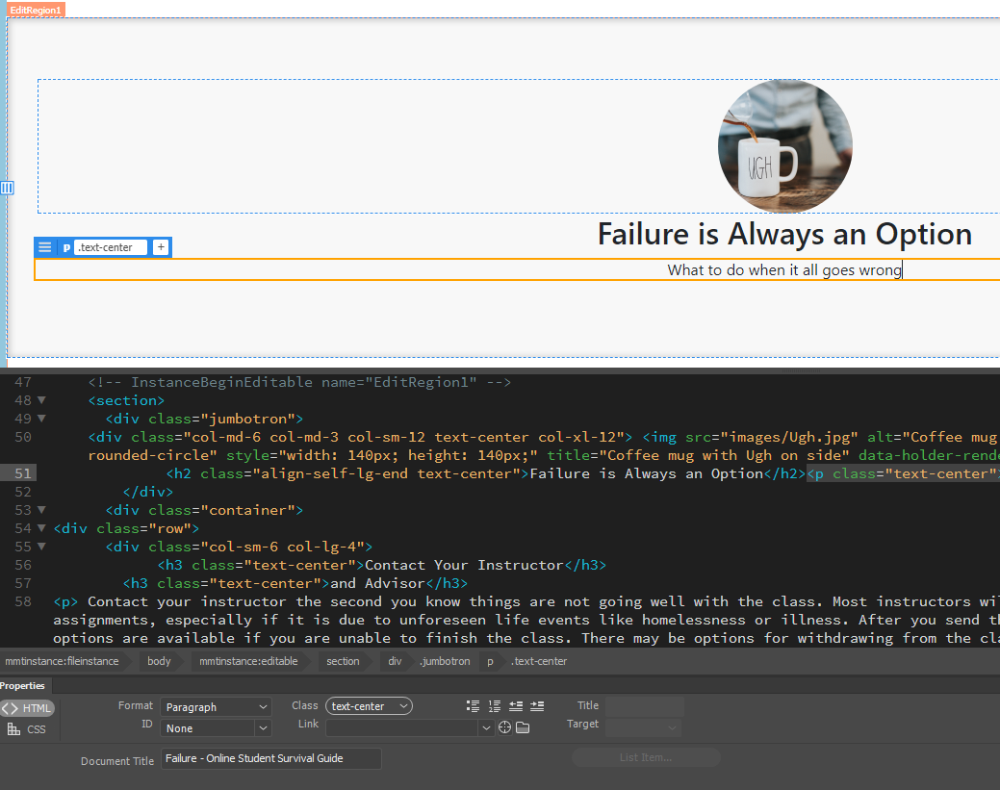 EditRegion1
UGH
Failure is Always an Option
p .text-center +
What to do when it all goes wrong
47 <!-- InstanceBeginEditable name="EditRegion1" -->
48 <section>
49 <div class="jumbotron">
50 <div class="col-md-6 col-md-3 col-sm-12 text-center col-xl-12"> <img src="images/Ugh.jpg" alt="Coffee mug
rounded-circle" style="width: 140px; height: 140px;" title="Coffee mug with Ugh on side" data-holder-rende
51 <h2 class="align-self-lg-end text-center">Failure is Always an Option</h2><p class="text-center">
52 </div>
53 <div class="container">
54 <div class="row">
55 <div class="col-sm-6 col-lg-4">
56 <h3 class="text-center">Contact Your Instructor</h3>
57 <h3 class="text-center">and Advisor</h3>
58 <p> Contact your instructor the second you know things are not going well with the class. Most instructors wil
assignments, especially if it is due to unforeseen life events like homelessness or illness. After you send th
options are available if you are unable to finish the class. There may be options for withdrawing from the cla
mmtinstance:fileinstance body mmtinstance:editable section div .jumbotron p .text-center
Properties
<> HTML Format Paragraph Class text-center Title
CSS ID None Link Target
Document Title Failure - Online Student Survival Guide List Item...